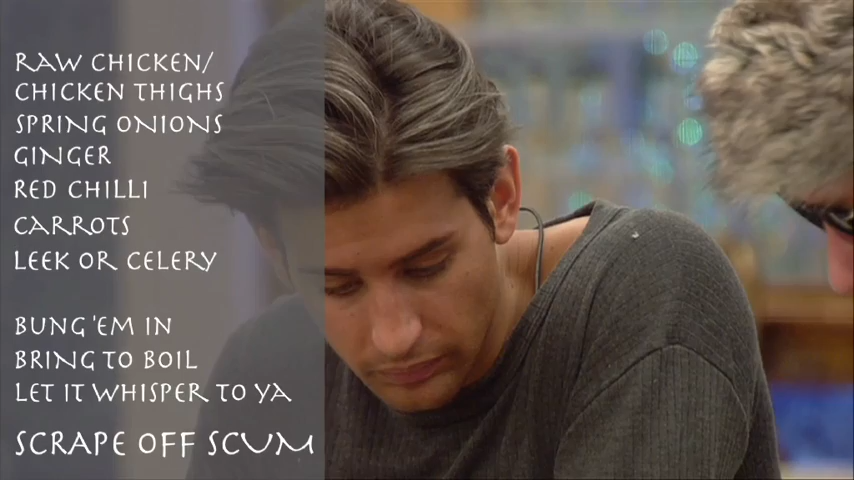 RAW CHICKEN/
CHICKEN THIGHS
SPRING ONIONS
GINGER
RED CHILLI
CARROTS
LEEK OR CELERY
BUNG 'EM IN
BRING TO BOIL
LET IT WHISPER TO YA
SCRAPE OFF SCUM